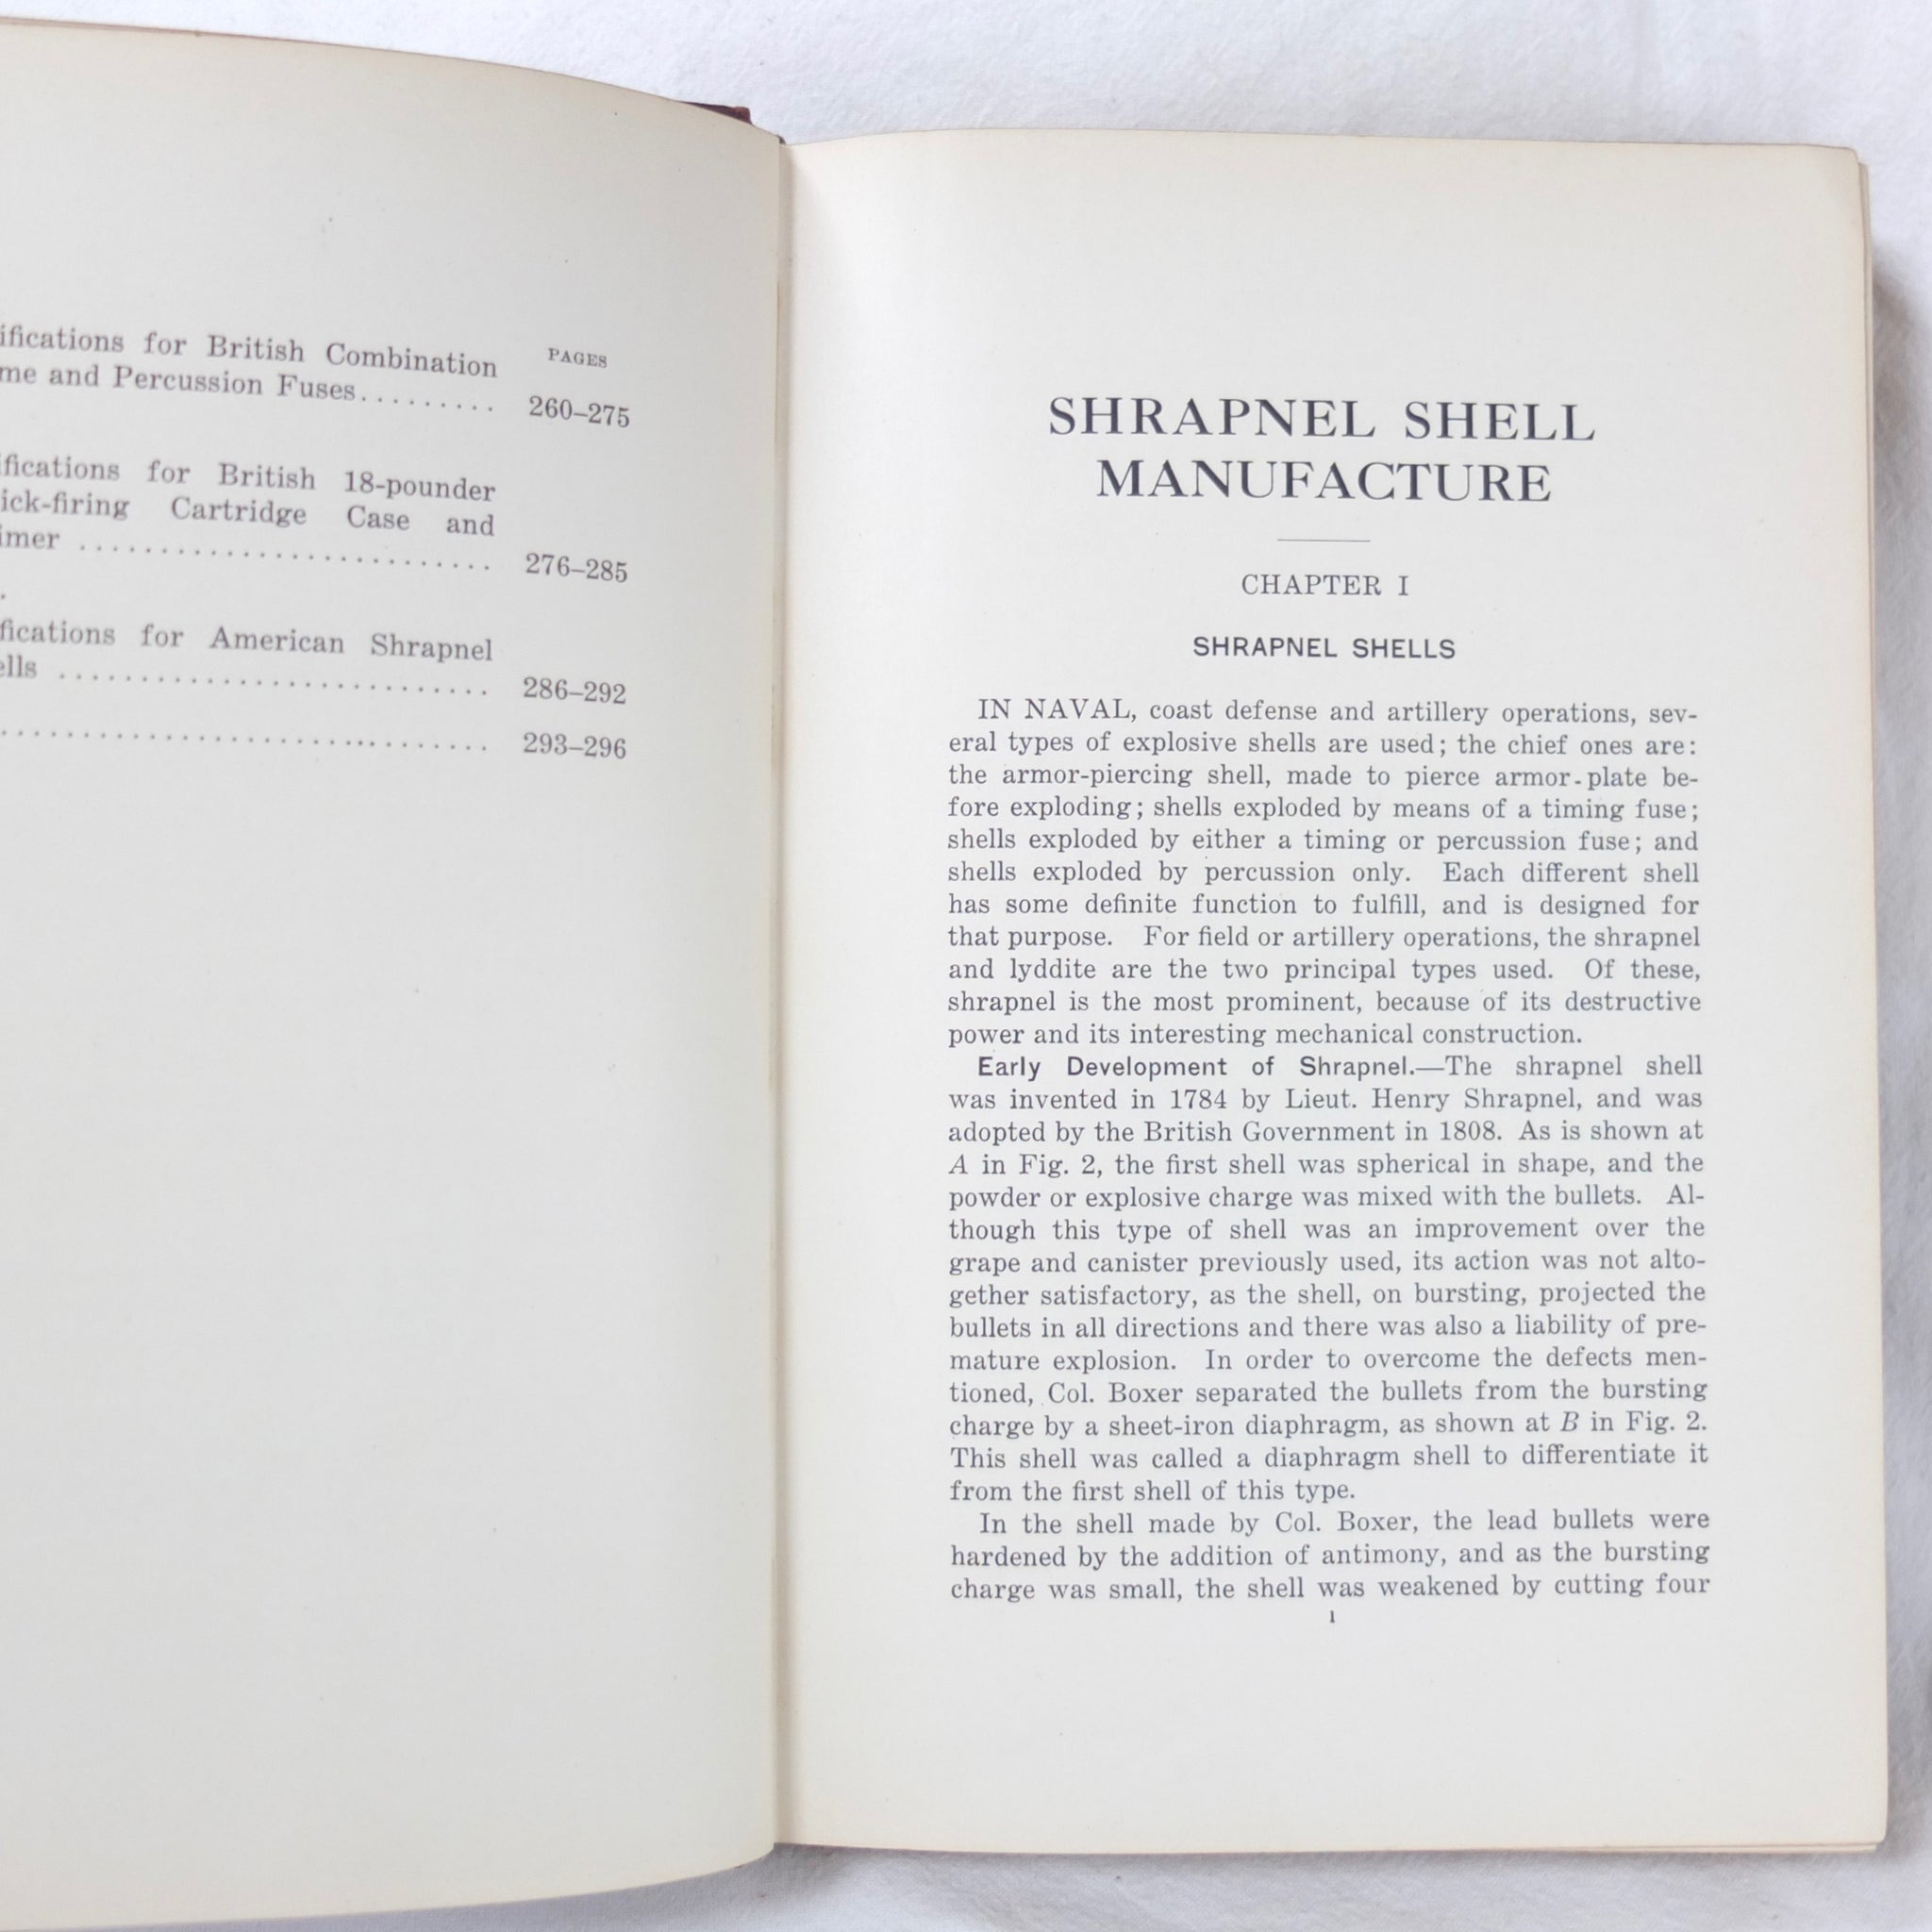 PAGES
ifications for British Combination
me and Percussion Fuses......... 260–275
ifications for British 18-pounder
ick-firing Cartridge Case and
imer .......................... 276–285
.
fications for American Shrapnel
ells ........................... 286–292
.............................. 293–296
SHRAPNEL SHELL
MANUFACTURE
CHAPTER I
SHRAPNEL SHELLS
IN NAVAL, coast defense and artillery operations, sev-
eral types of explosive shells are used; the chief ones are:
the armor-piercing shell, made to pierce armor-plate be-
fore exploding; shells exploded by means of a timing fuse;
shells exploded by either a timing or percussion fuse; and
shells exploded by percussion only. Each different shell
has some definite function to fulfill, and is designed for
that purpose. For field or artillery operations, the shrapnel
and lyddite are the two principal types used. Of these,
shrapnel is the most prominent, because of its destructive
power and its interesting mechanical construction.
Early Development of Shrapnel.—The shrapnel shell
was invented in 1784 by Lieut. Henry Shrapnel, and was
adopted by the British Government in 1808. As is shown at
A in Fig. 2, the first shell was spherical in shape, and the
powder or explosive charge was mixed with the bullets. Al-
though this type of shell was an improvement over the
grape and canister previously used, its action was not alto-
gether satisfactory, as the shell, on bursting, projected the
bullets in all directions and there was also a liability of pre-
mature explosion. In order to overcome the defects men-
tioned, Col. Boxer separated the bullets from the bursting
charge by a sheet-iron diaphragm, as shown at B in Fig. 2.
This shell was called a diaphragm shell to differentiate it
from the first shell of this type.
In the shell made by Col. Boxer, the lead bullets were
hardened by the addition of antimony, and as the bursting
charge was small, the shell was weakened by cutting four
1